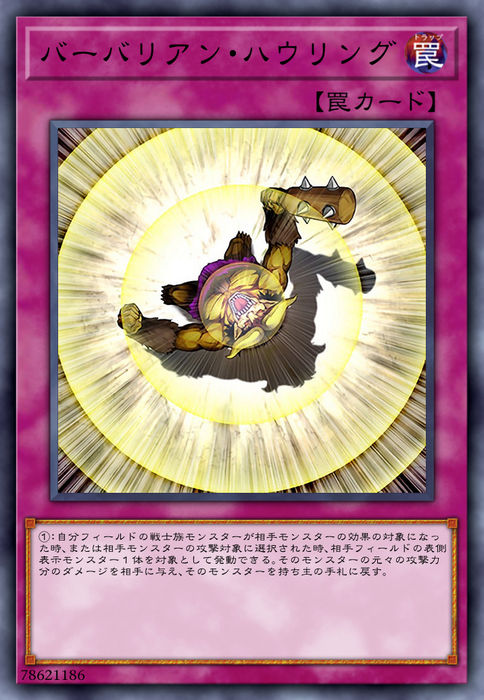 バーバリアン・ハウリング
トラップ
罠
【罠カード】
①:自分フィールドの戦士族モンスターが相手モンスターの効果の対象になっ
た時、または相手モンスターの攻撃対象に選択された時、相手フィールドの表側
表示モンスター1体を対象として発動できる。そのモンスターの元々の攻撃力
分のダメージを相手に与え、そのモンスターを持ち主の手札に戻す。
78621186